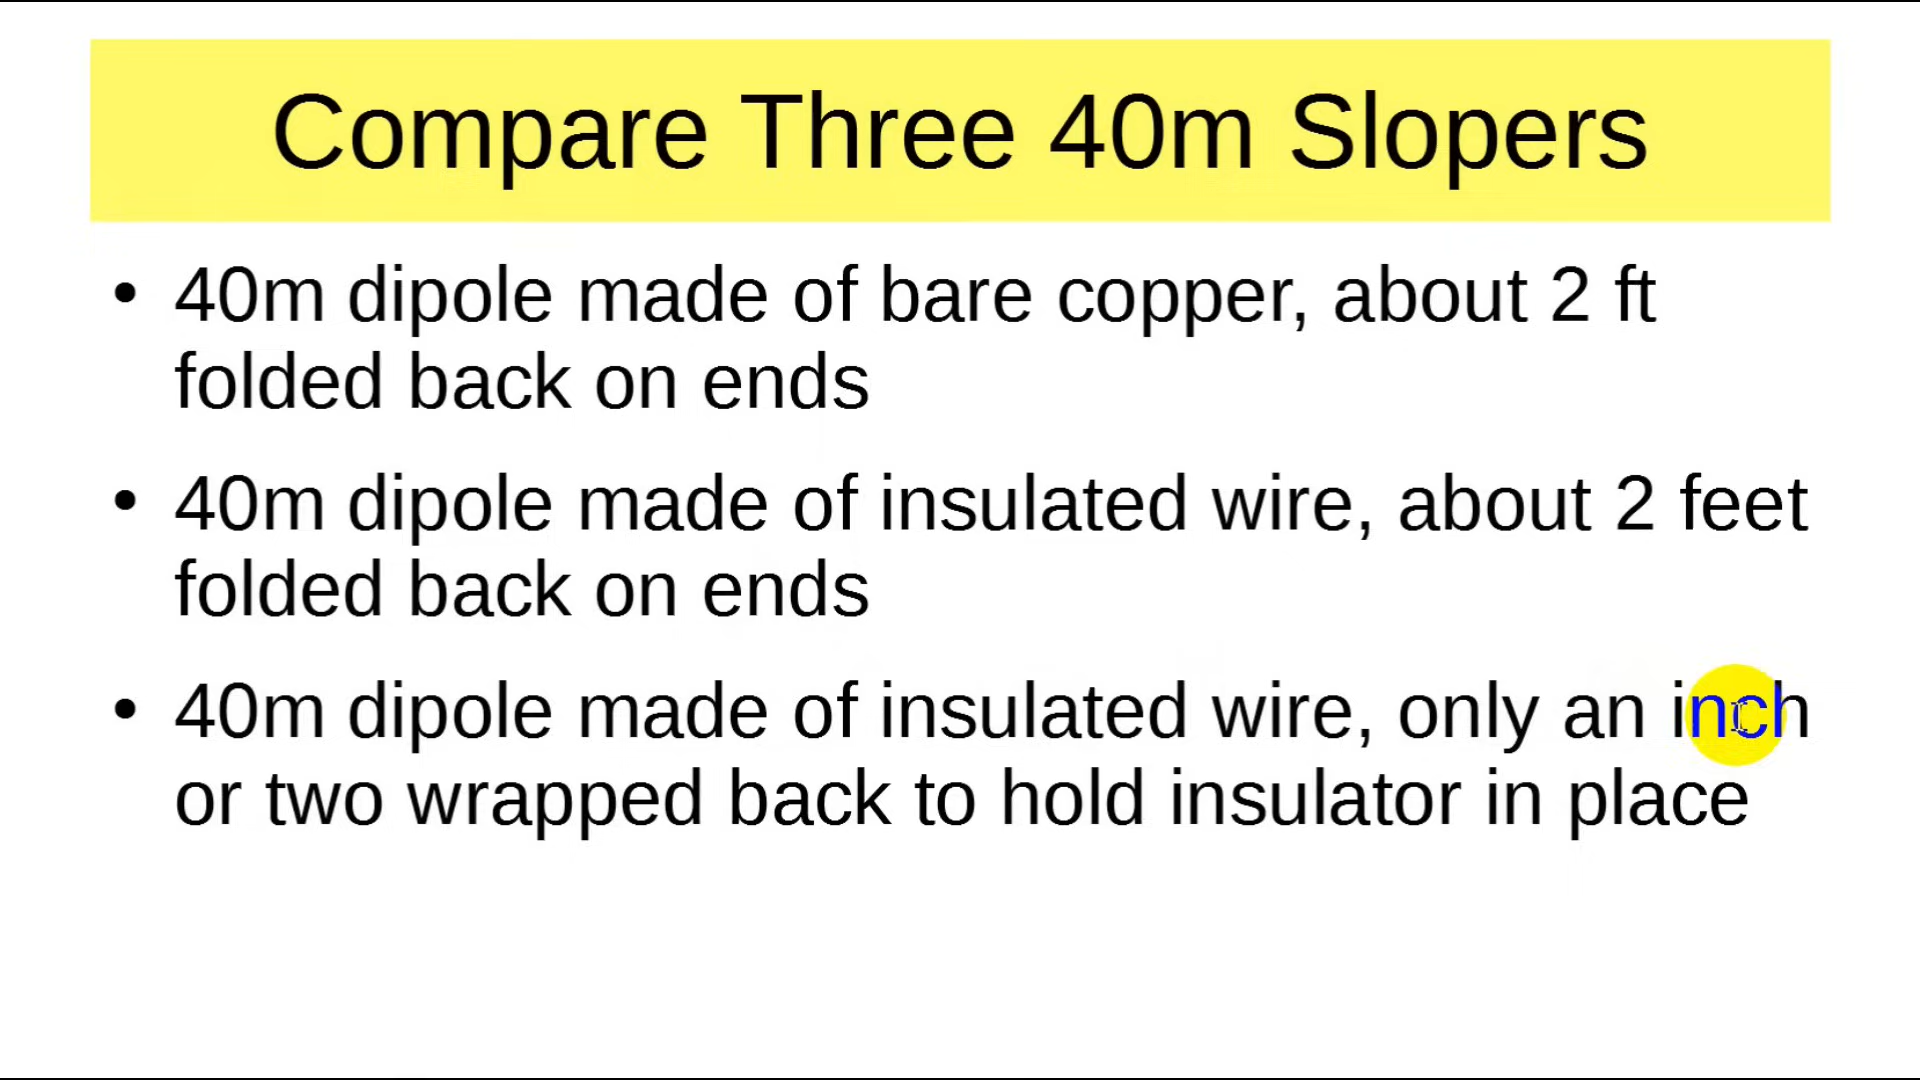 Compare Three 40m Slopers
• 40m dipole made of bare copper, about 2 ft
folded back on ends
• 40m dipole made of insulated wire, about 2 feet
folded back on ends
• 40m dipole made of insulated wire, only an inch
or two wrapped back to hold insulator in place